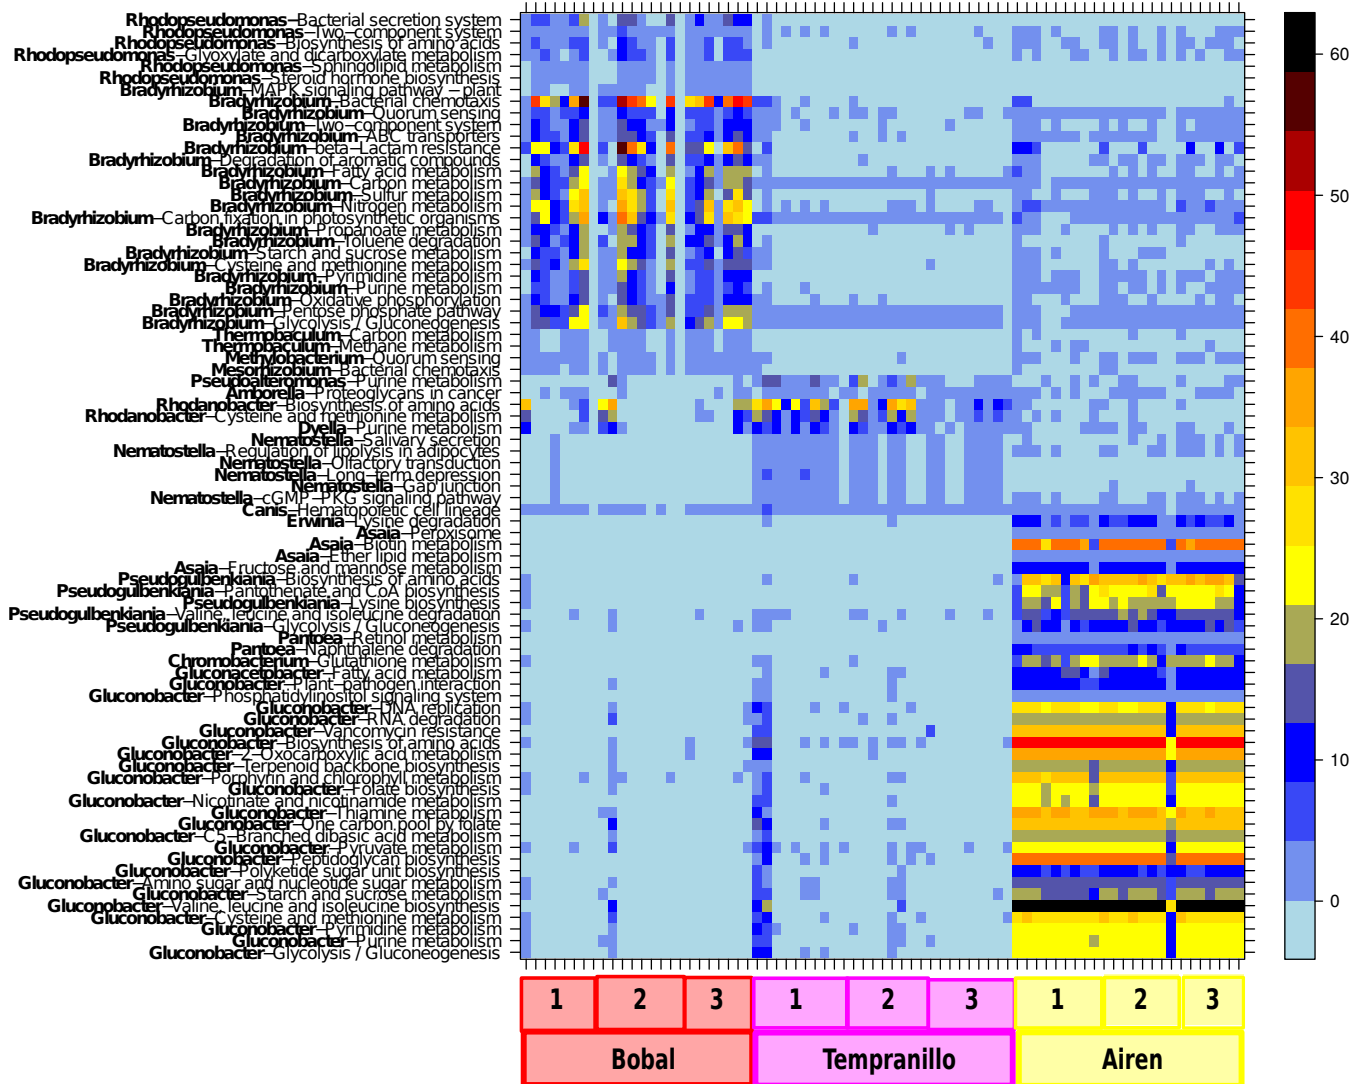 Rhodopseudomonas–Bacterial secretion system
Rhodopseudomonas–Two–component system
Rhodopseudomonas–Biosynthesis of amino acids
Rhodopseudomonas–Glyoxylate and dicarboxylate metabolism
Rhodopseudomonas–Sphingolipid metabolism
Rhodopseudomonas–Steroid hormone biosynthesis
Bradyrhizobium–MAPK signaling pathway – plant
Bradyrhizobium–Bacterial chemotaxis
Bradyrhizobium–Quorum sensing
Bradyrhizobium–Two–component system
Bradyrhizobium–ABC transporters
Bradyrhizobium–beta–Lactam resistance
Bradyrhizobium–Degradation of aromatic compounds
Bradyrhizobium–Fatty acid metabolism
Bradyrhizobium–Carbon metabolism
Bradyrhizobium–Sulfur metabolism
Bradyrhizobium–Nitrogen metabolism
Bradyrhizobium–Carbon fixation in photosynthetic organisms
Bradyrhizobium–Propanoate metabolism
Bradyrhizobium–Toluene degradation
Bradyrhizobium–Starch and sucrose metabolism
Bradyrhizobium–Cysteine and methionine metabolism
Bradyrhizobium–Pyrimidine metabolism
Bradyrhizobium–Purine metabolism
Bradyrhizobium–Oxidative phosphorylation
Bradyrhizobium–Pentose phosphate pathway
Bradyrhizobium–Glycolysis / Gluconeogenesis
Thermobaculum–Carbon metabolism
Thermobaculum–Methane metabolism
Methylobacterium–Quorum sensing
Mesorhizobium–Bacterial chemotaxis
Pseudoalteromonas–Purine metabolism
Amborella–Proteoglycans in cancer
Rhodanobacter–Biosynthesis of amino acids
Rhodanobacter–Cysteine and methionine metabolism
Dyella–Purine metabolism
Nematostella–Salivary secretion
Nematostella–Regulation of lipolysis in adipocytes
Nematostella–Olfactory transduction
Nematostella–Long–term depression
Nematostella–Gap junction
Nematostella–cGMP–PKG signaling pathway
Canis–Hematopoietic cell lineage
Erwinia–Lysine degradation
Asaia–Peroxisome
Asaia–Biotin metabolism
Asaia–Ether lipid metabolism
Asaia–Fructose and mannose metabolism
Pseudogulbenkiania–Biosynthesis of amino acids
Pseudogulbenkiania–Pantothenate and CoA biosynthesis
Pseudogulbenkiania–Lysine biosynthesis
Pseudogulbenkiania–Valine, leucine and isoleucine degradation
Pseudogulbenkiania–Glycolysis / Gluconeogenesis
Pantoea–Retinol metabolism
Pantoea–Naphthalene degradation
Chromobacterium–Glutathione metabolism
Gluconacetobacter–Fatty acid metabolism
Gluconobacter–Plant–pathogen interaction
Gluconobacter–Phosphatidylinositol signaling system
Gluconobacter–DNA replication
Gluconobacter–RNA degradation
Gluconobacter–Vancomycin resistance
Gluconobacter–Biosynthesis of amino acids
Gluconobacter–2–Oxocarboxylic acid metabolism
Gluconobacter–Terpenoid backbone biosynthesis
Gluconobacter–Porphyrin and chlorophyll metabolism
Gluconobacter–Folate biosynthesis
Gluconobacter–Nicotinate and nicotinamide metabolism
Gluconobacter–Thiamine metabolism
Gluconobacter–One carbon pool by folate
Gluconobacter–C5–Branched dibasic acid metabolism
Gluconobacter–Pyruvate metabolism
Gluconobacter–Peptidoglycan biosynthesis
Gluconobacter–Polyketide sugar unit biosynthesis
Gluconobacter–Amino sugar and nucleotide sugar metabolism
Gluconobacter–Starch and sucrose metabolism
Gluconobacter–Valine, leucine and isoleucine biosynthesis
Gluconobacter–Cysteine and methionine metabolism
Gluconobacter–Pyrimidine metabolism
Gluconobacter–Purine metabolism
Gluconobacter–Glycolysis / Gluconeogenesis
60
50
40
30
20
10
0
1 2 3 1 2 3 1 2 3
Bobal Tempranillo Airen